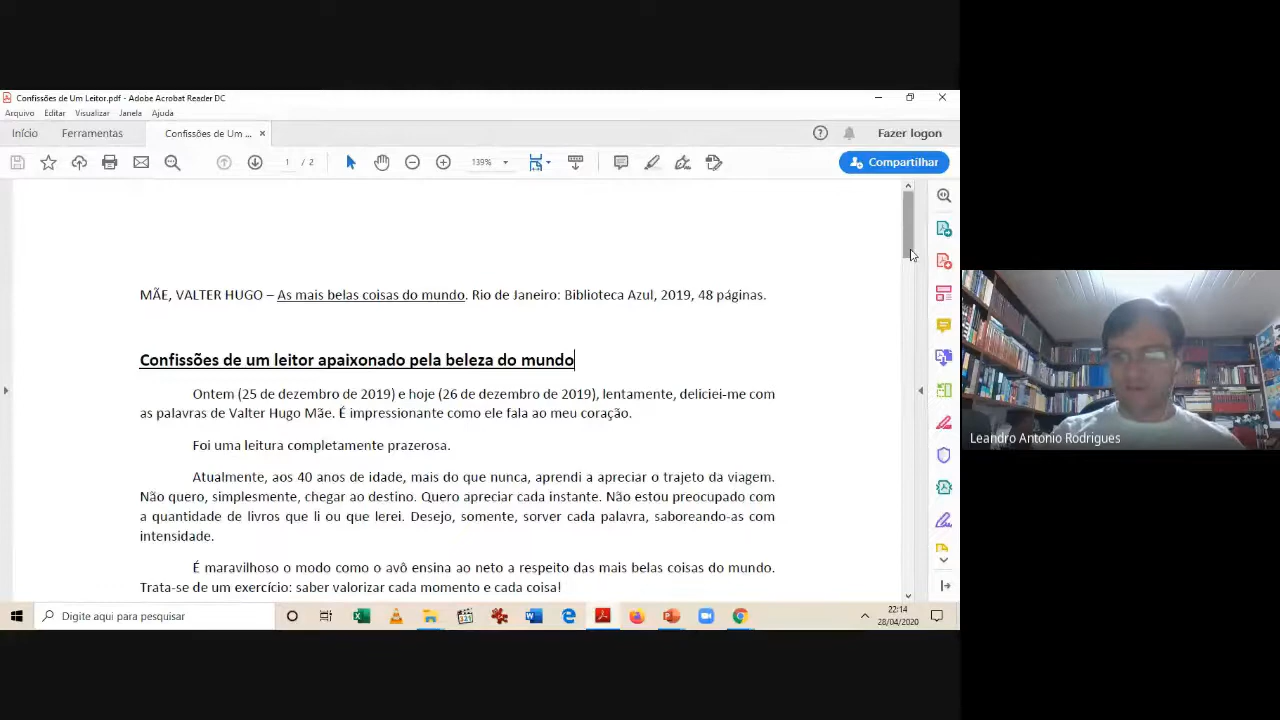 Confissões de Um Leitor.pdf - Adobe Acrobat Reader DC
Arquivo Editar Visualizar Janela Ajuda
Início Ferramentas Confissões de Um ... × Fazer logon
1 / 2 139% Compartilhar
MÃE, VALTER HUGO – As mais belas coisas do mundo. Rio de Janeiro: Biblioteca Azul, 2019, 48 páginas.
Confissões de um leitor apaixonado pela beleza do mundo
Ontem (25 de dezembro de 2019) e hoje (26 de dezembro de 2019), lentamente, deliciei-me com
as palavras de Valter Hugo Mãe. É impressionante como ele fala ao meu coração.
Foi uma leitura completamente prazerosa.
Atualmente, aos 40 anos de idade, mais do que nunca, aprendi a apreciar o trajeto da viagem.
Não quero, simplesmente, chegar ao destino. Quero apreciar cada instante. Não estou preocupado com
a quantidade de livros que li ou que lerei. Desejo, somente, sorver cada palavra, saboreando-as com
intensidade.
É maravilhoso o modo como o avô ensina ao neto a respeito das mais belas coisas do mundo.
Trata-se de um exercício: saber valorizar cada momento e cada coisa!
Leandro Antonio Rodrigues
Digite aqui para pesquisar
22:14
28/04/2020